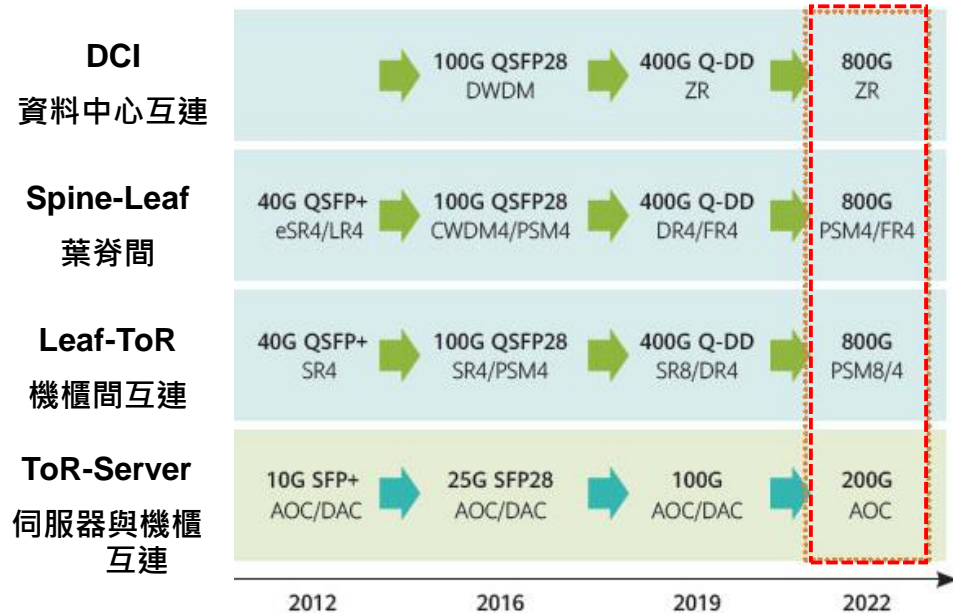 DCI
資料中心互連
100G QSFP28
DWDM
400G Q-DD
ZR
800G
ZR
Spine-Leaf
葉脊間
40G QSFP+
eSR4/LR4
100G QSFP28
CWDM4/PSM4
400G Q-DD
DR4/FR4
800G
PSM4/FR4
Leaf-ToR
機櫃間互連
40G QSFP+
SR4
100G QSFP28
SR4/PSM4
400G Q-DD
SR8/DR4
800G
PSM8/4
ToR-Server
伺服器與機櫃
互連
10G SFP+
AOC/DAC
25G SFP28
AOC/DAC
100G
AOC/DAC
200G
AOC
2012
2016
2019
2022